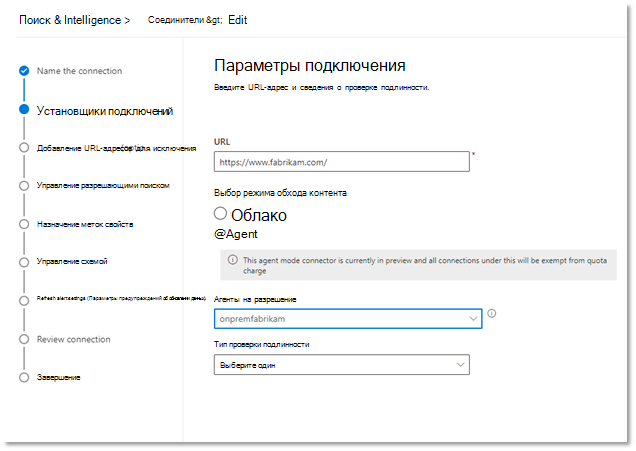 Поиск & Intelligence > Соединители &gt; Edit
Name the connection
Установщики подключений
Добавление URL-адресов для исключения
Управление разрешающими поиском
Назначение меток свойств
Управление схемой
Refresh alert settings (Параметры предупреждений об обновлении данных).
Review connection
Завершение
Параметры подключения
Введите URL-адрес и сведения о проверке подлинности.
URL
https://www.fabrikam.com/ *
Выбор режима обхода контента
Облако
@Agent
This agent mode connector is currently in preview and all connections under this will be exempt from quota
charge
Агенты на разрешение
onpremfabrikam
Тип проверки подлинности
Выберите один